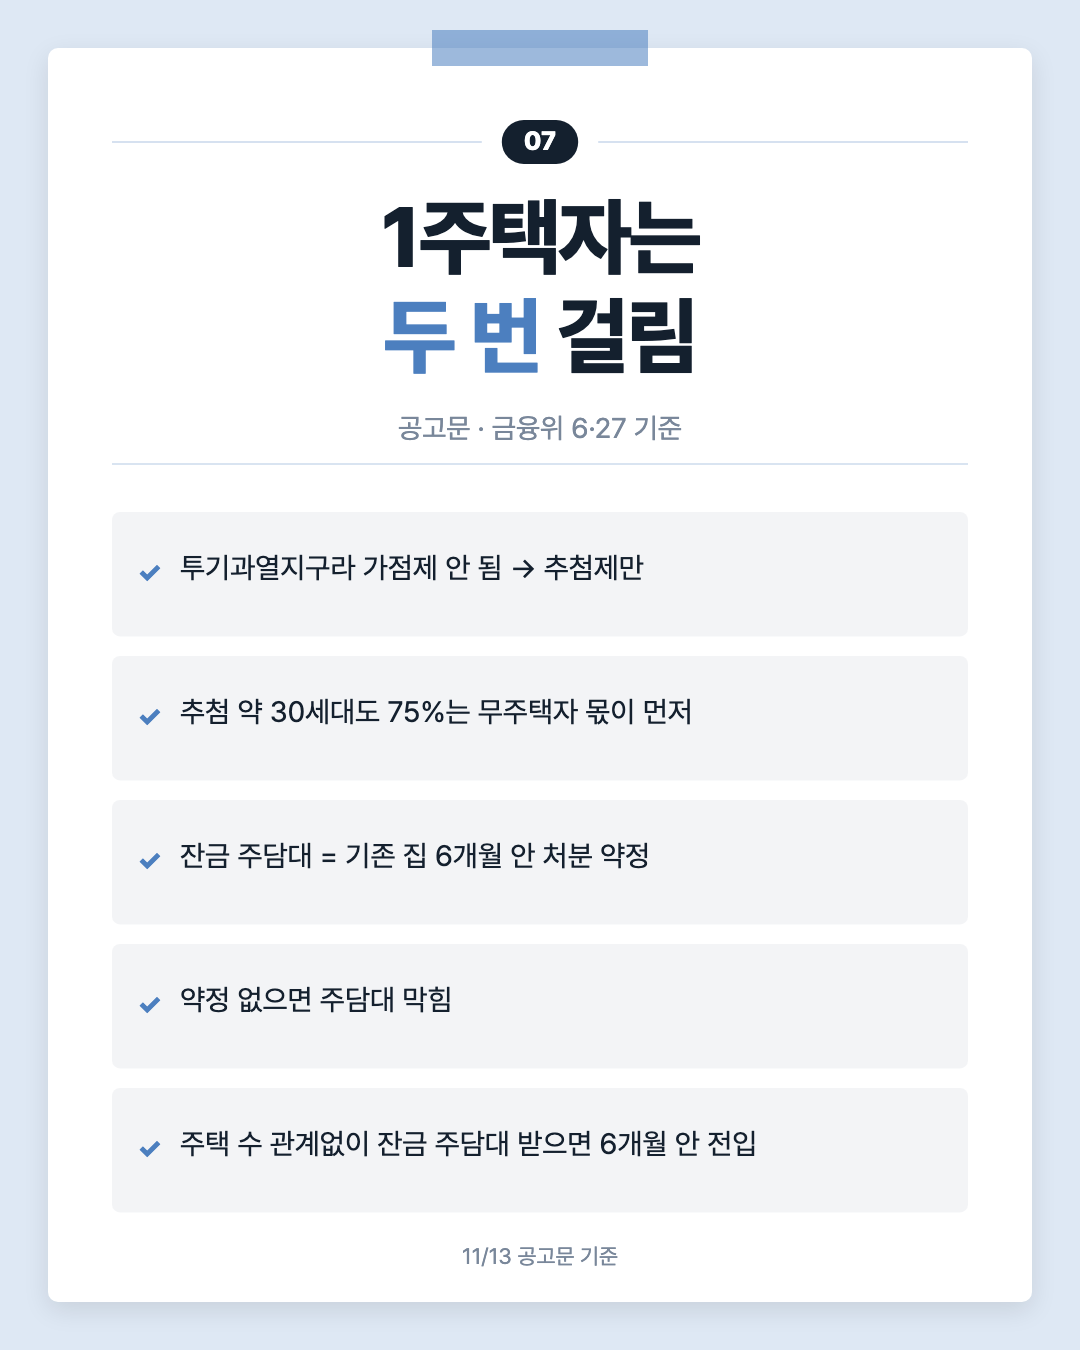 07
1주택자는
두 번 걸림
공고문 · 금융위 6·27 기준
투기과열지구라 가점제 안 됨 → 추첨제만
추첨 약 30세대도 75%는 무주택자 몫이 먼저
잔금 주담대 = 기존 집 6개월 안 처분 약정
약정 없으면 주담대 막힘
주택 수 관계없이 잔금 주담대 받으면 6개월 안 전입
11/13 공고문 기준